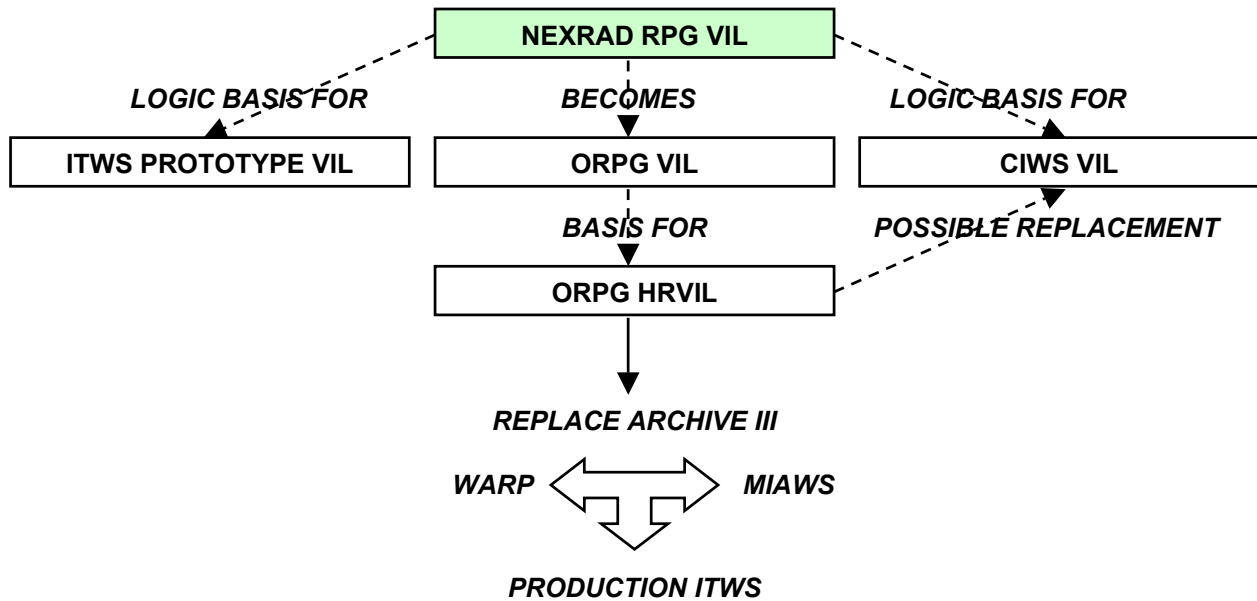 NEXRAD RPG VIL
LOGIC BASIS FOR
BECOMES
LOGIC BASIS FOR
ITWS PROTOTYPE VIL
ORPG VIL
CIWS VIL
BASIS FOR
POSSIBLE REPLACEMENT
ORPG HRVIL
REPLACE ARCHIVE III
WARP
MIAWS
PRODUCTION ITWS